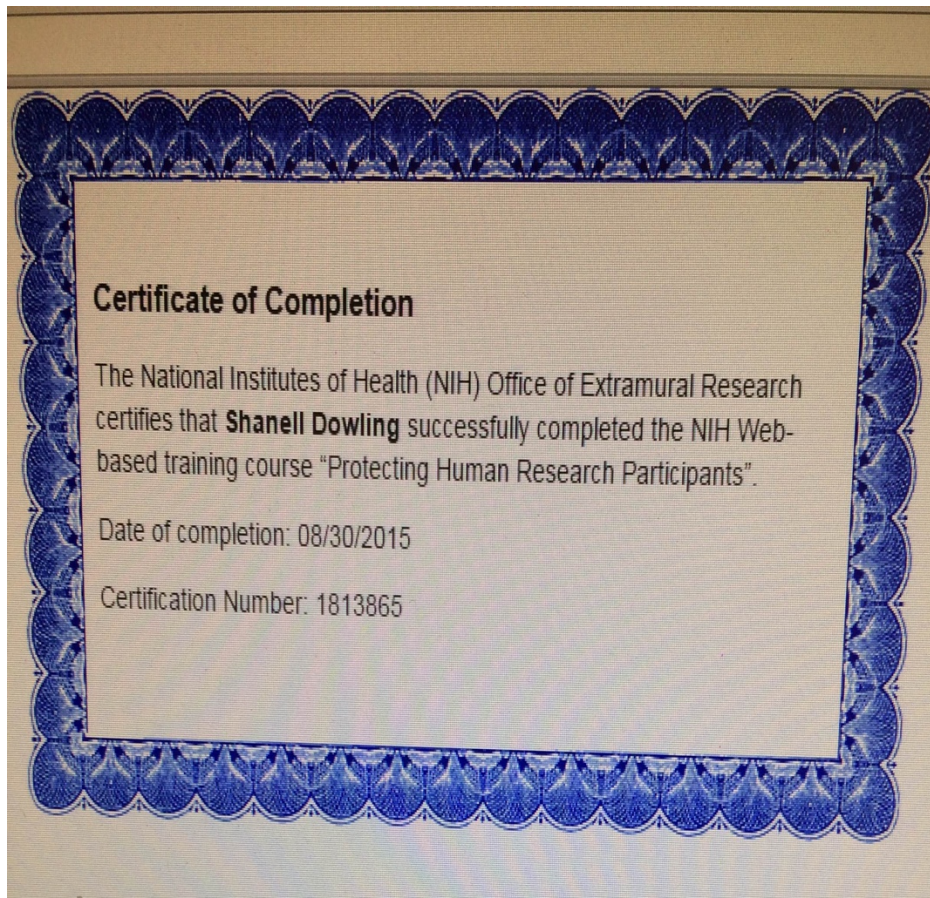 Certificate of Completion
The National Institutes of Health (NIH) Office of Extramural Research
certifies that Shanell Dowling successfully completed the NIH Web-
based training course “Protecting Human Research Participants”.
Date of completion: 08/30/2015
Certification Number: 1813865